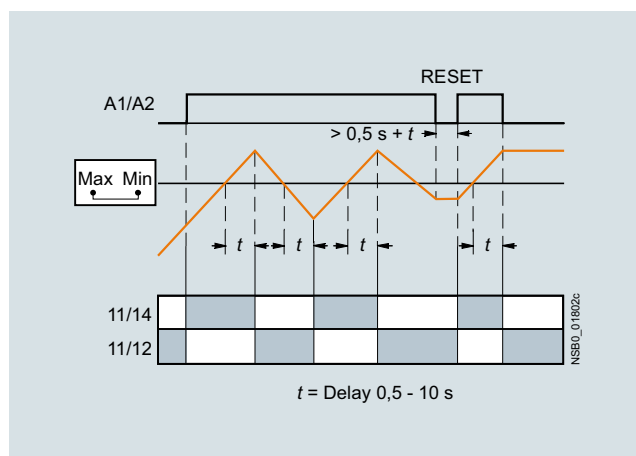 RESET
A1/A2
> 0,5 s + t
Max Min
t t t t
11/14
11/12
NSB0_01802c
t = Delay 0,5 - 10 s